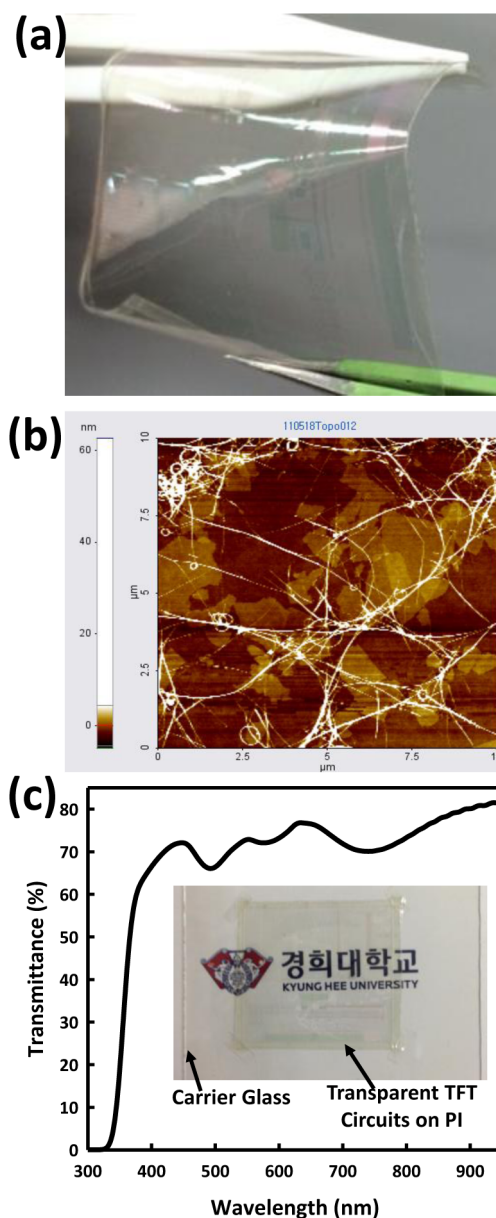 (a)
(b)
nm
110518Topo012
60
40
20
0
10
7.5
5
2.5
0
μm
0
2.5
5
7.5
μm
(c)
80
70
60
50
40
30
20
10
0
Transmittance (%)
경희대학교
KYUNG HEE UNIVERSITY
Carrier Glass
Transparent TFT
Circuits on PI
300
400
500
600
700
800
900
Wavelength (nm)